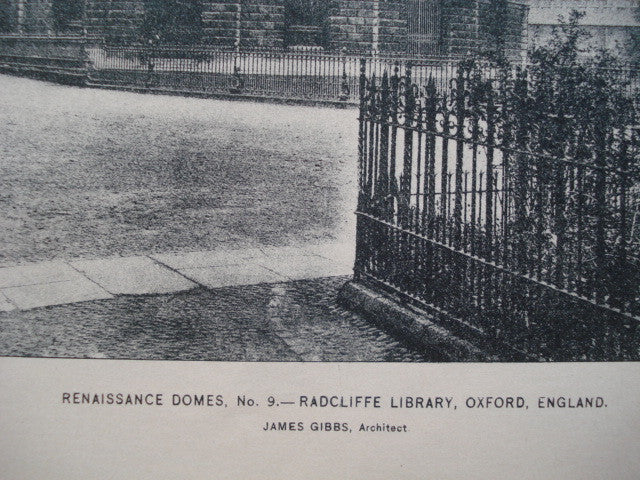 RENAISSANCE DOMES, No. 9.— RADCLIFFE LIBRARY, OXFORD, ENGLAND.
JAMES GIBBS, Architect.